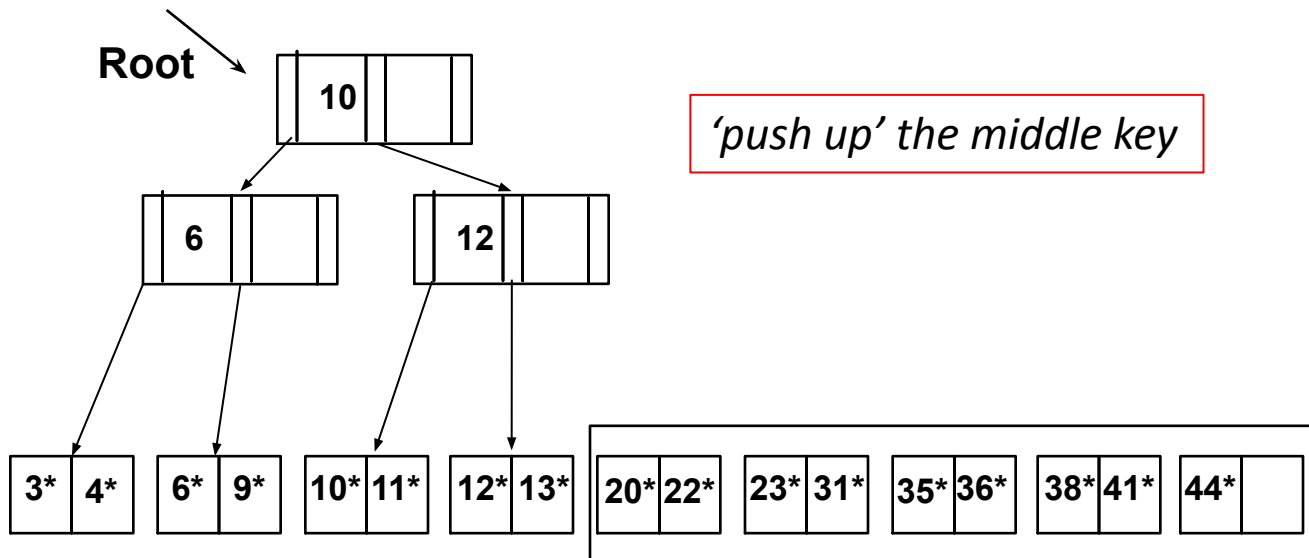 Root
10
‘push up’ the middle key
6
12
3* 4* 6* 9* 10* 11* 12* 13* 20* 22* 23* 31* 35* 36* 38* 41* 44*